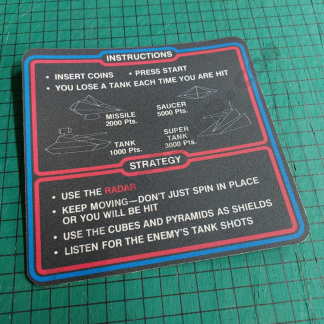 INSTRUCTIONS
• INSERT COINS • PRESS START
• YOU LOSE A TANK EACH TIME YOU ARE HIT
MISSILE
2000 Pts.
SAUCER
5000 Pts.
TANK
1000 Pts.
SUPER
TANK
3000 Pts.
STRATEGY
• USE THE RADAR
• KEEP MOVING—DON'T JUST SPIN IN PLACE
OR YOU WILL BE HIT
• USE THE CUBES AND PYRAMIDS AS SHIELDS
• LISTEN FOR THE ENEMY'S TANK SHOTS